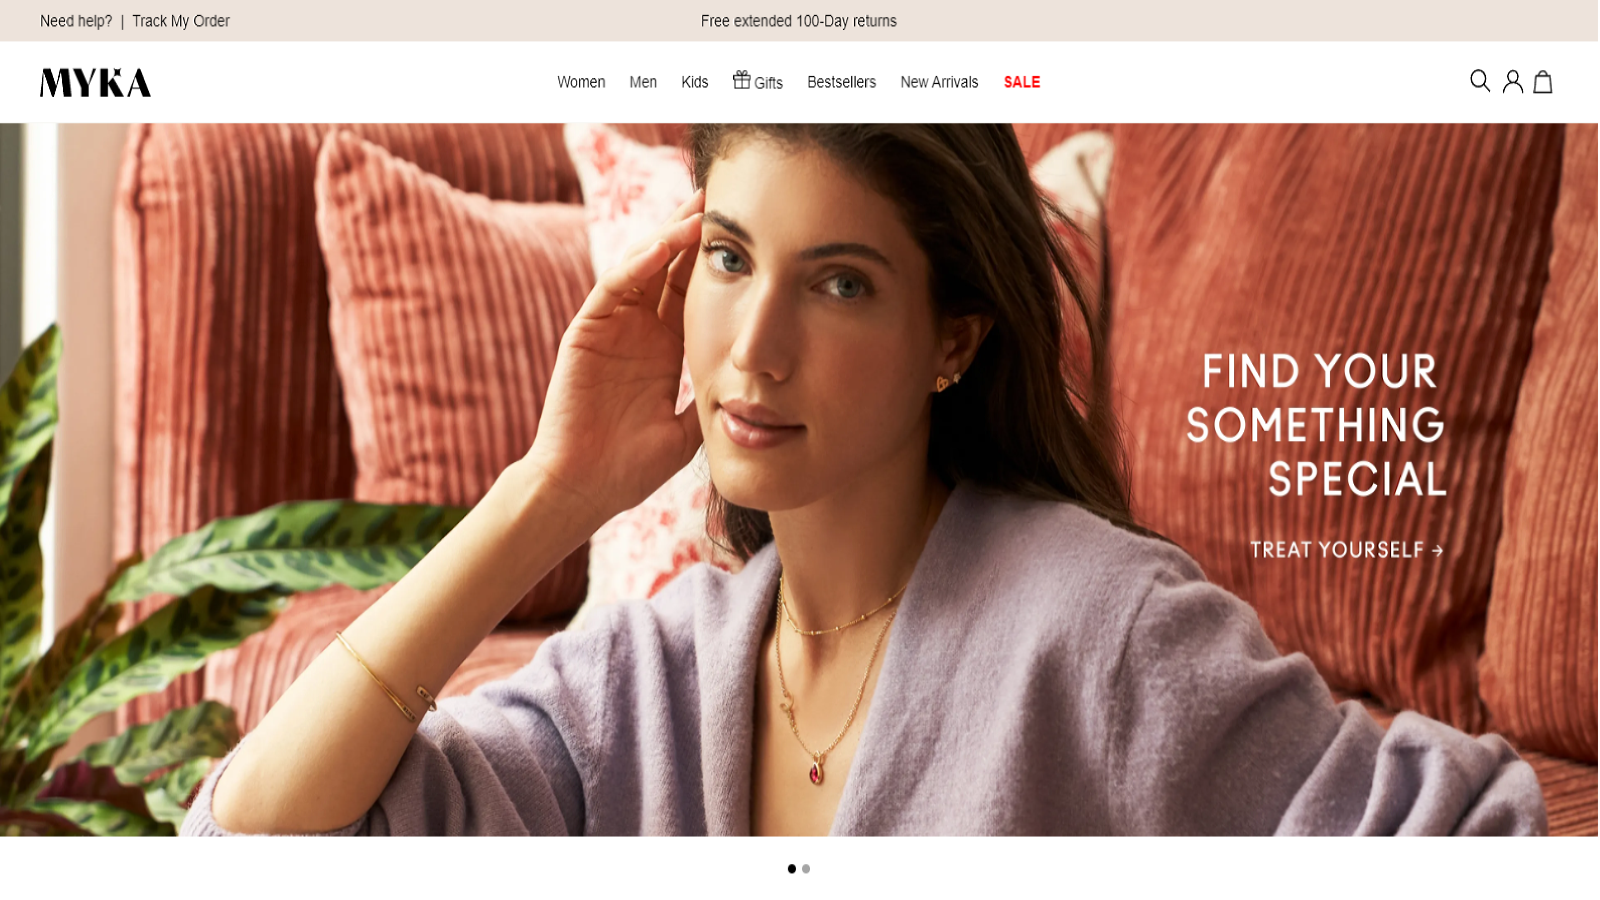 Need help? | Track My Order
Free extended 100-Day returns
MYKA
Women Men Kids Gifts Bestsellers New Arrivals SALE
FIND YOUR
SOMETHING
SPECIAL
TREAT YOURSELF →